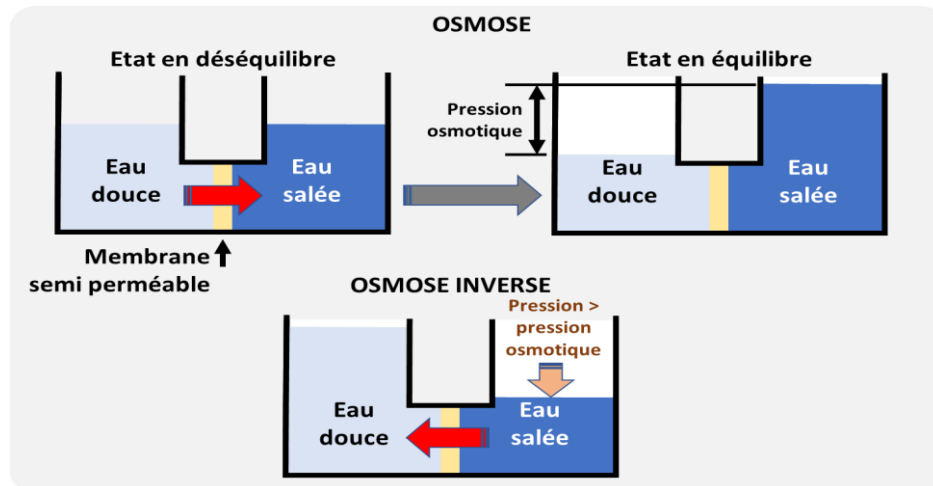 OSMOSE
Etat en déséquilibre
Etat en équilibre
Pression
osmotique
Eau
douce
Eau
salée
Eau
douce
Eau
salée
Membrane
semi perméable
OSMOSE INVERSE
Pression >
pression
osmotique
Eau
douce
Eau
salée